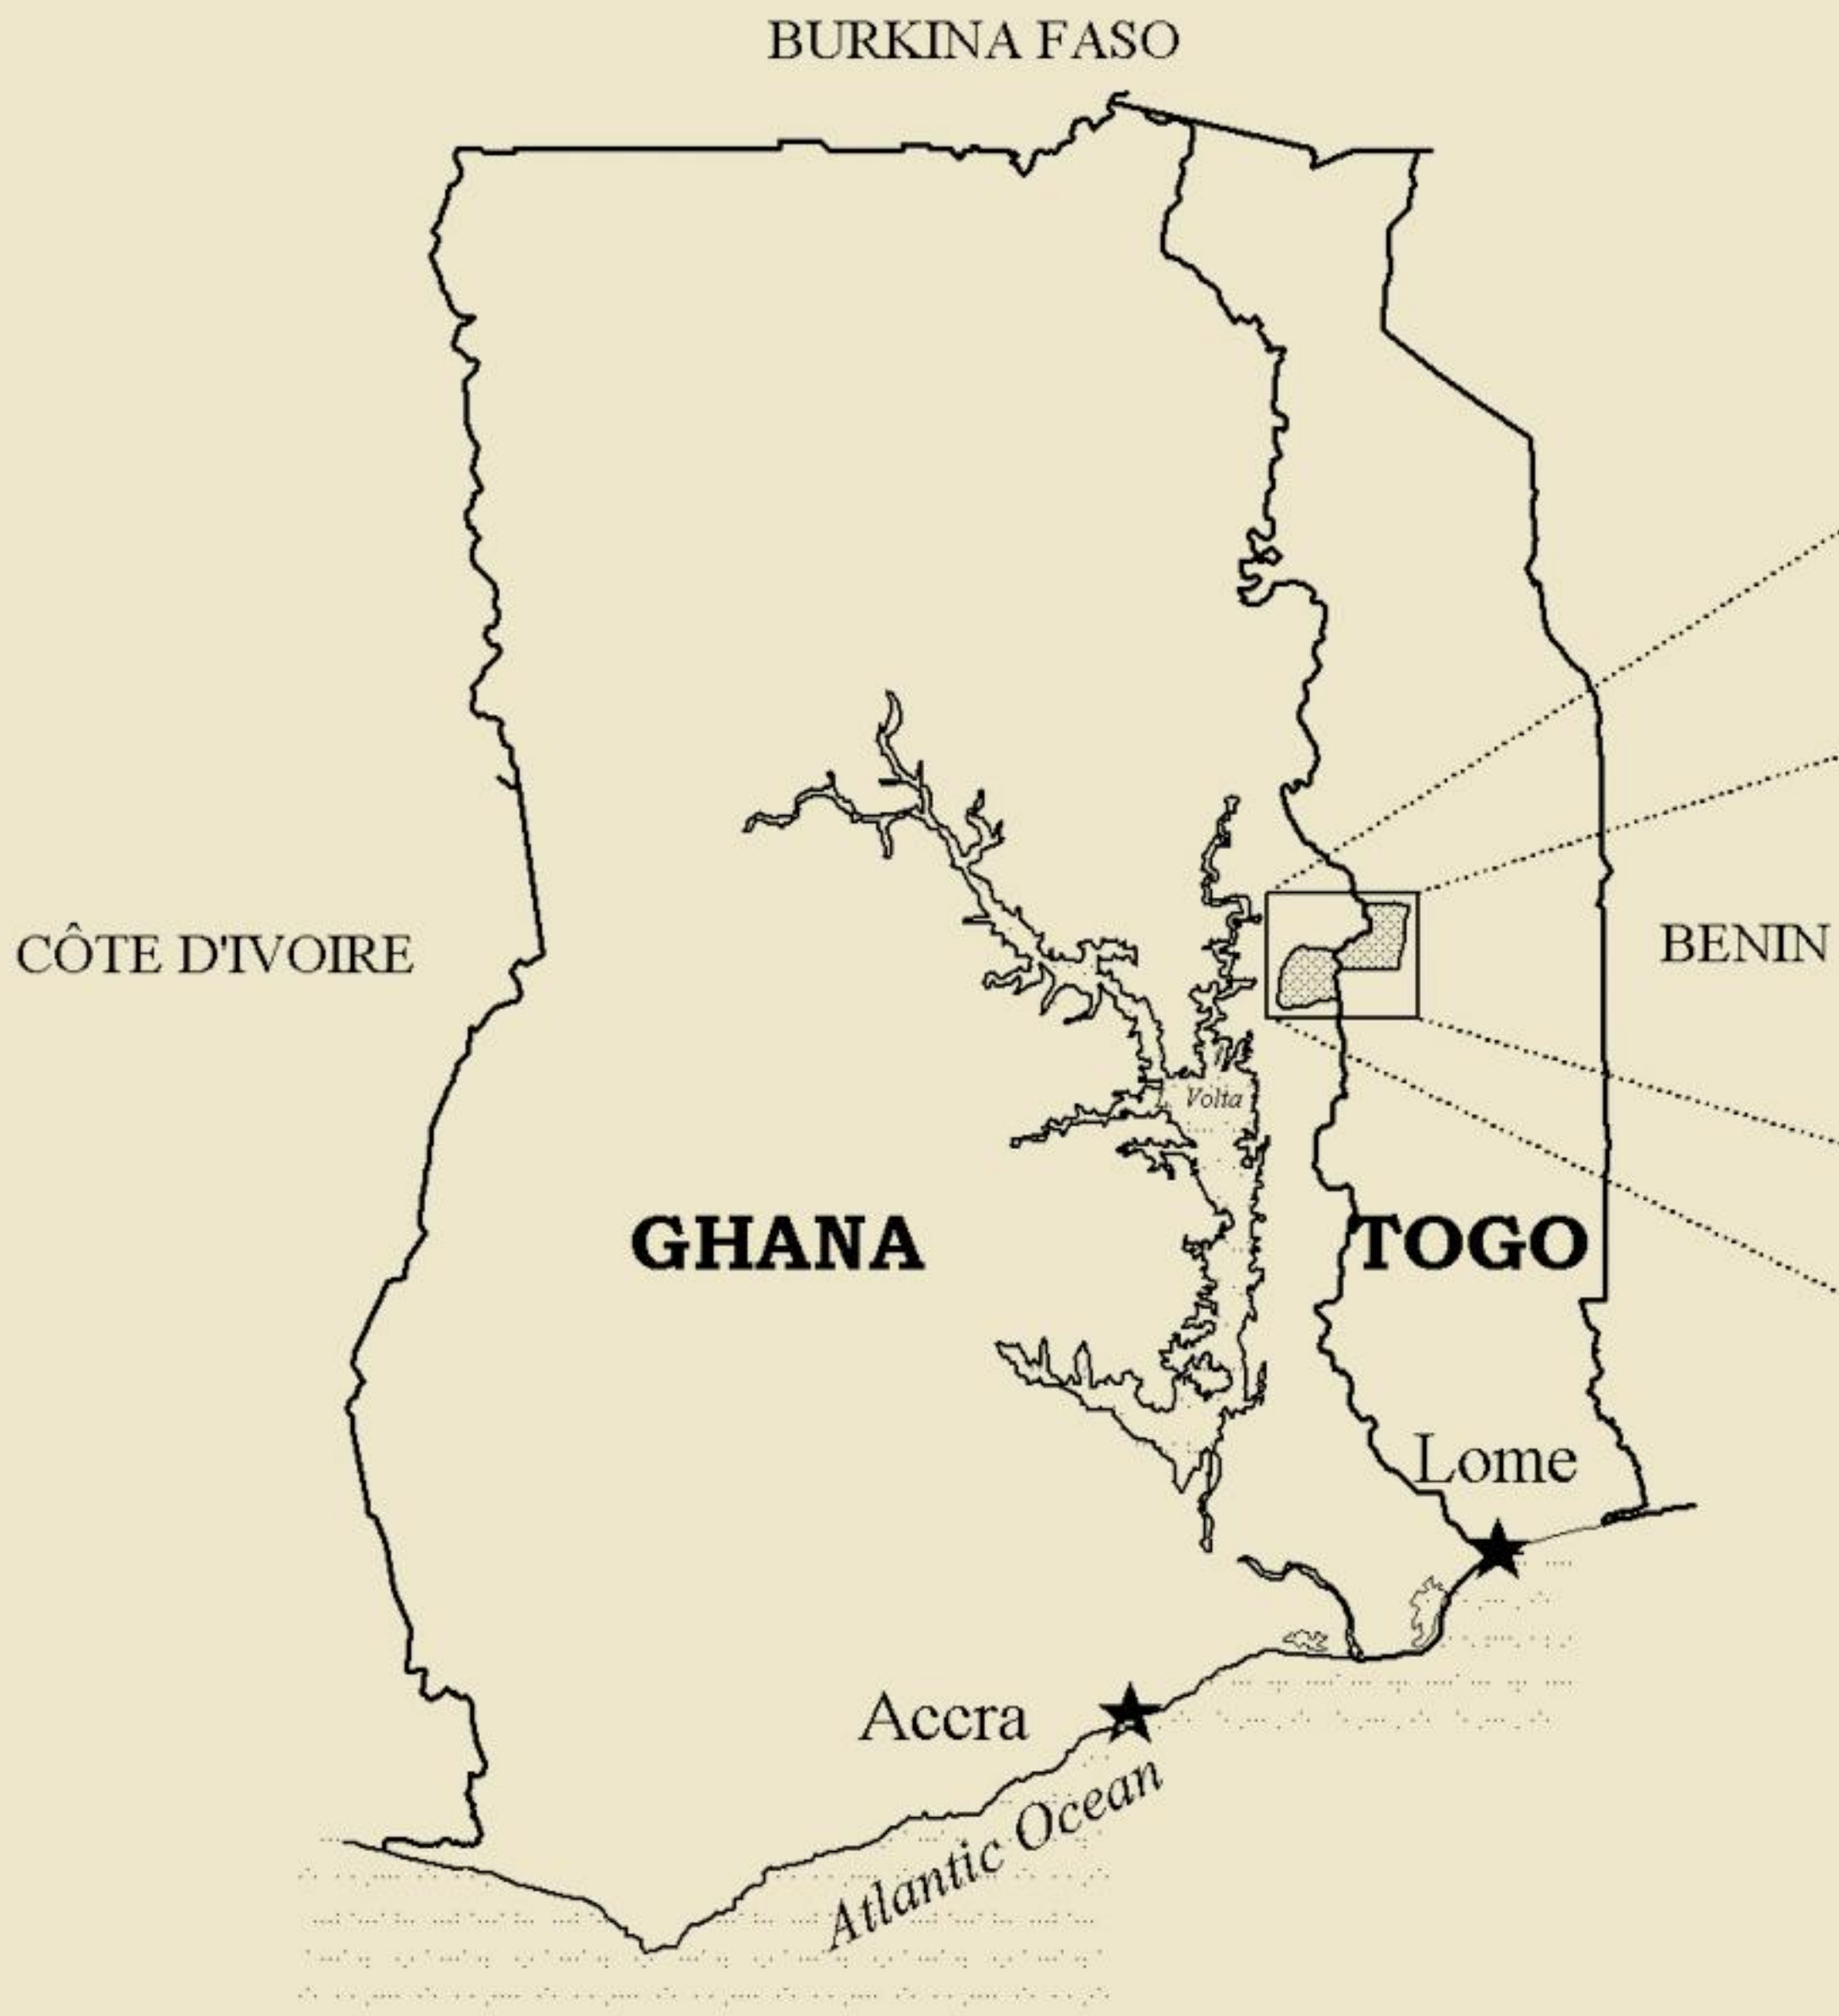 BURKINA FASO
CÔTE D'IVOIRE
BENIN
L. Volta
GHANA
TOGO
Lome
Accra
Atlantic Ocean